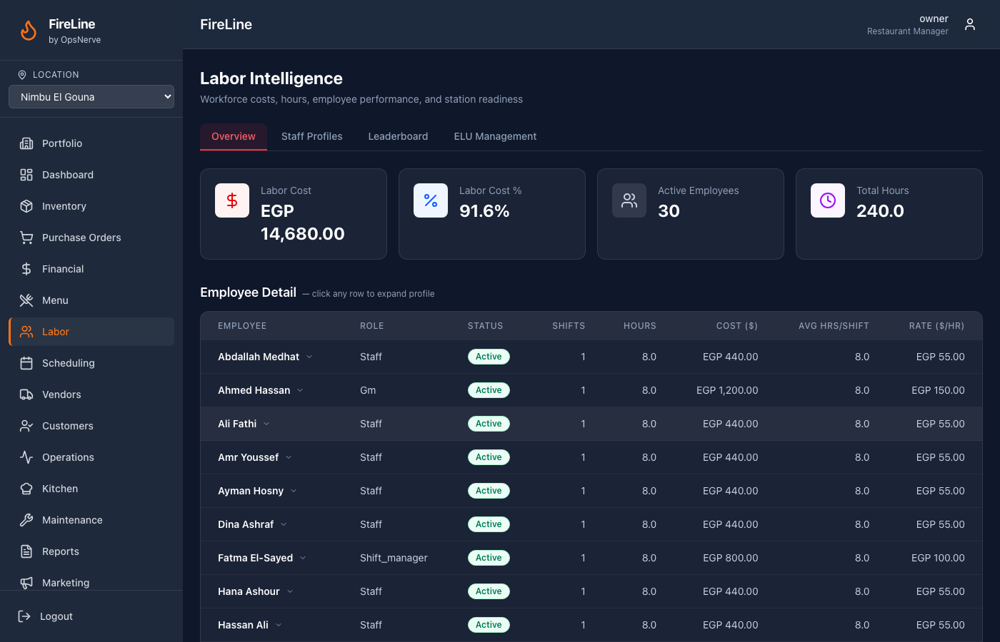 FireLine
by OpsNerve
LOCATION
Nimbu El Gouna
Portfolio
Dashboard
Inventory
Purchase Orders
Financial
Menu
Labor
Scheduling
Vendors
Customers
Operations
Kitchen
Maintenance
Reports
Marketing
Logout
FireLine
owner
Restaurant Manager
Labor Intelligence
Workforce costs, hours, employee performance, and station readiness
Overview Staff Profiles Leaderboard ELU Management
Labor Cost
EGP
14,680.00
Labor Cost %
91.6%
Active Employees
30
Total Hours
240.0
Employee Detail — click any row to expand profile
EMPLOYEE ROLE STATUS SHIFTS HOURS COST ($) AVG HRS/SHIFT RATE ($/HR)
Abdallah Medhat Staff Active 1 8.0 EGP 440.00 8.0 EGP 55.00
Ahmed Hassan Gm Active 1 8.0 EGP 1,200.00 8.0 EGP 150.00
Ali Fathi Staff Active 1 8.0 EGP 440.00 8.0 EGP 55.00
Amr Youssef Staff Active 1 8.0 EGP 440.00 8.0 EGP 55.00
Ayman Hosny Staff Active 1 8.0 EGP 440.00 8.0 EGP 55.00
Dina Ashraf Staff Active 1 8.0 EGP 440.00 8.0 EGP 55.00
Fatma El-Sayed Shift_manager Active 1 8.0 EGP 800.00 8.0 EGP 100.00
Hana Ashour Staff Active 1 8.0 EGP 440.00 8.0 EGP 55.00
Hassan Ali Staff Active 1 8.0 EGP 440.00 8.0 EGP 55.00